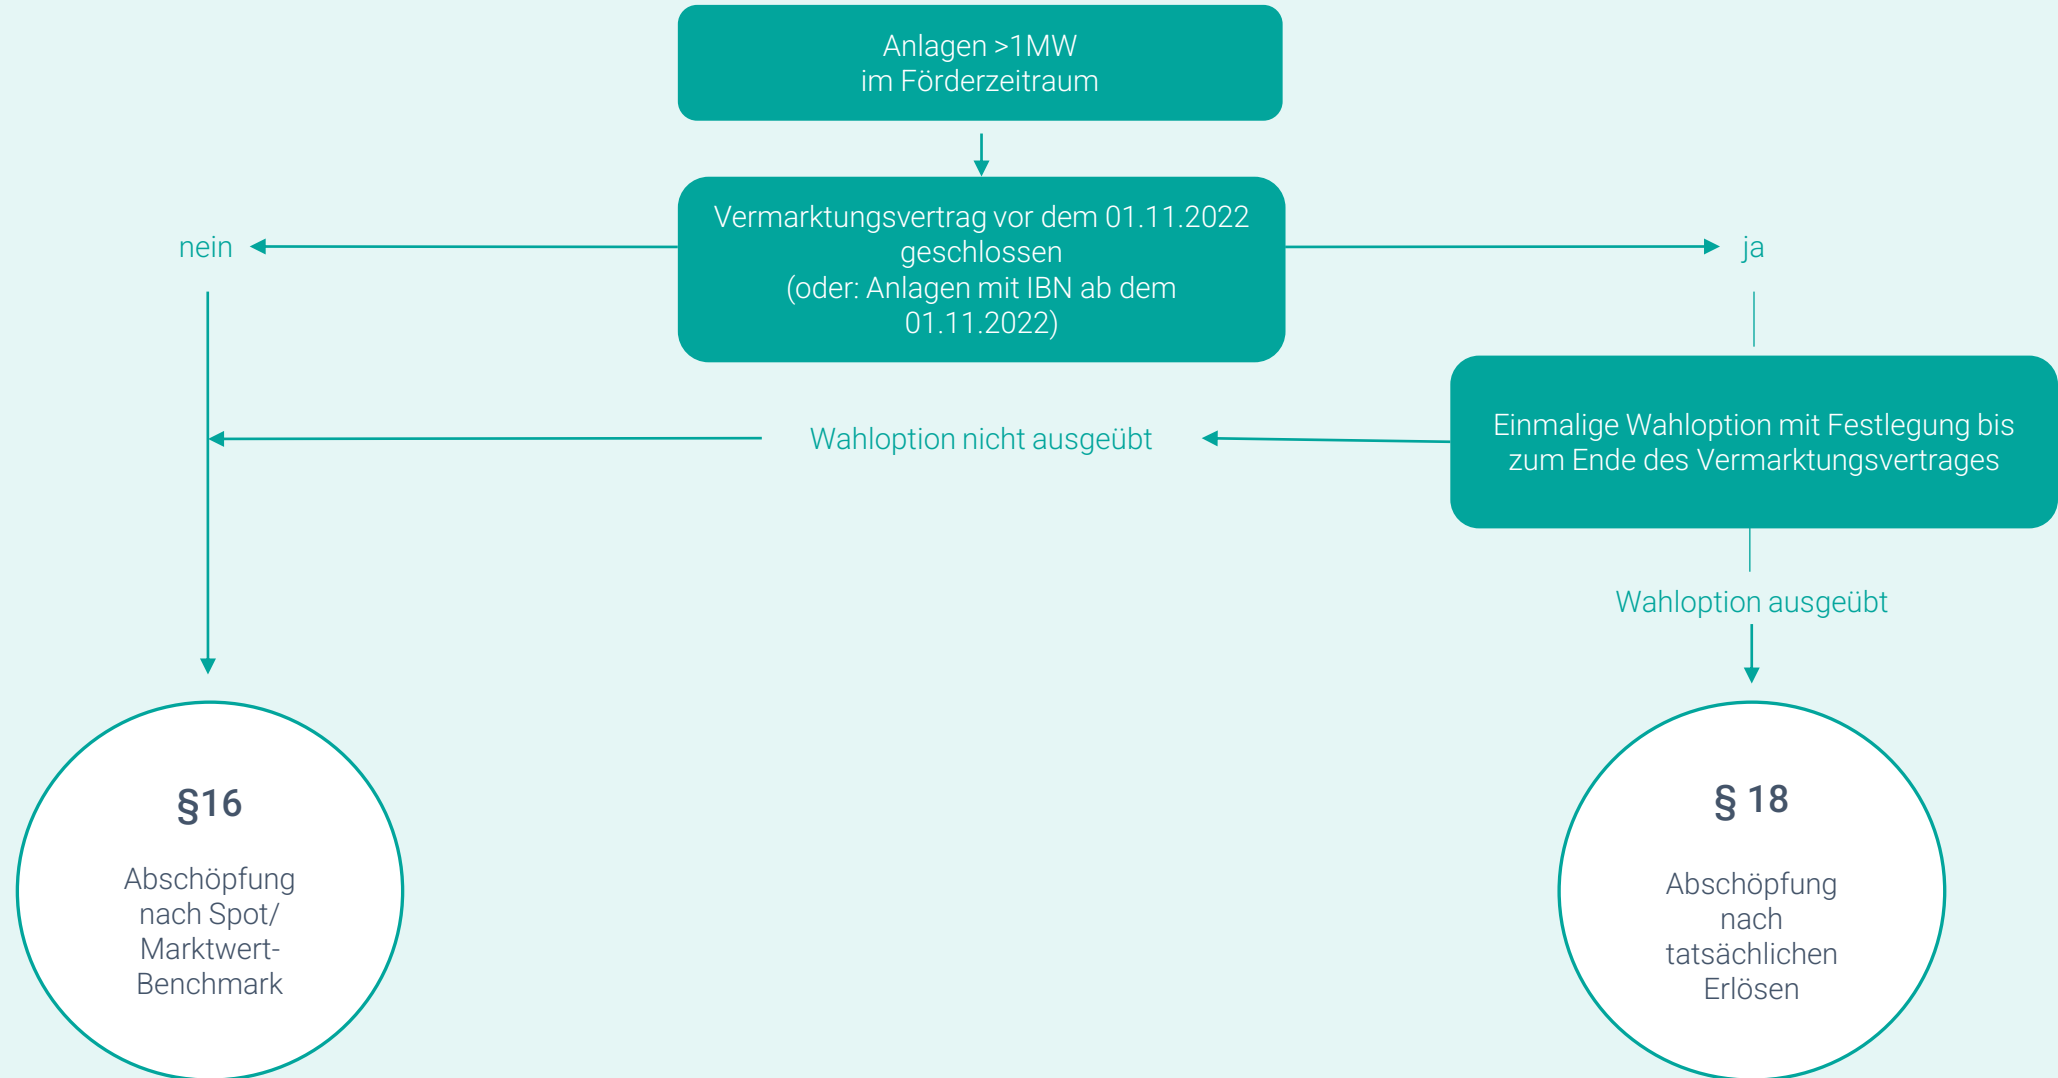 Anlagen >1MW
im Förderzeitraum
Vermarktungsvertrag vor dem 01.11.2022
geschlossen
(oder: Anlagen mit IBN ab dem
01.11.2022)
nein
ja
Wahloption nicht ausgeübt
Einmalige Wahloption mit Festlegung bis
zum Ende des Vermarktungsvertrages
Wahloption ausgeübt
§16
Abschöpfung
nach Spot/
Marktwert-
Benchmark
§ 18
Abschöpfung
nach
tatsächlichen
Erlösen